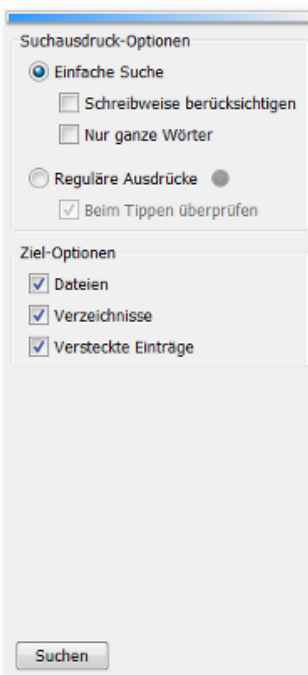 Suchausdruck-Optionen
Einfache Suche
Schreibweise berücksichtigen
Nur ganze Wörter
Reguläre Ausdrücke
Beim Tippen überprüfen
Ziel-Optionen
Dateien
Verzeichnisse
Versteckte Einträge
Suchen